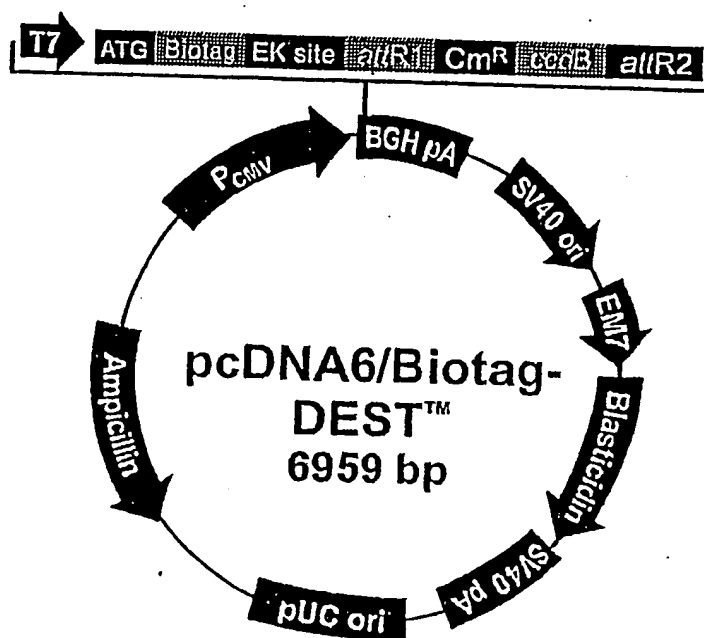 T7 ATG Biotag EK site attR1 CmR ccdB attR2
PCMV
BGH pA
SV40 ori
EM7
Blasticidin
SV40 pA
pUC ori
Ampicillin
pcDNA6/Biotag-
DEST™
6959 bp